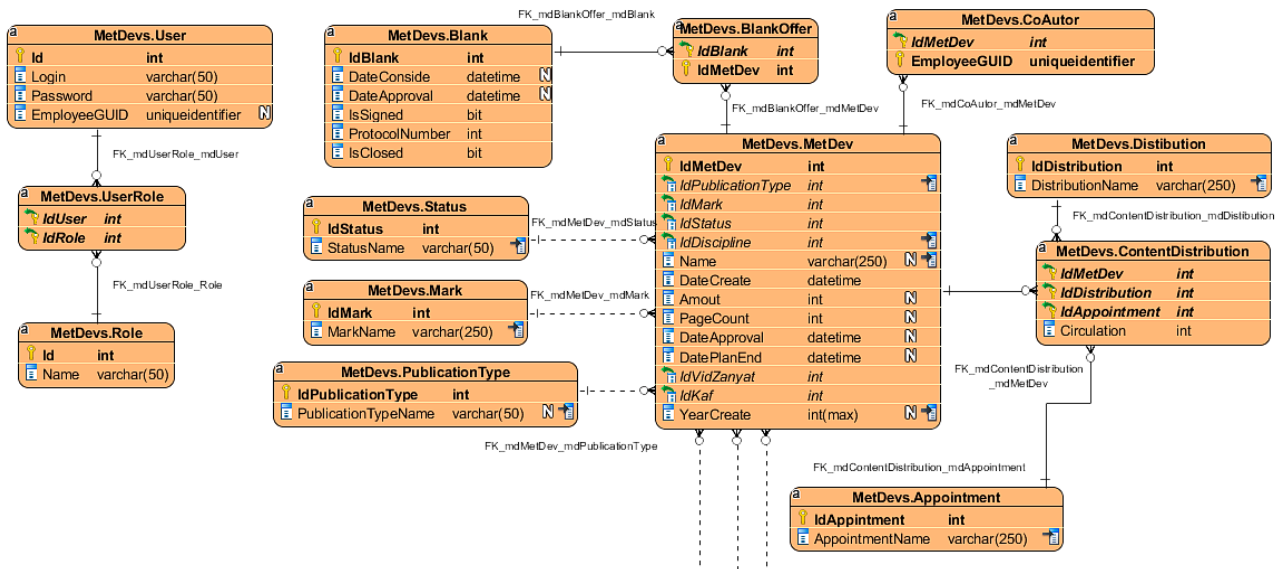 FK_mdBlankOffer_mdBlank
a
MetDevs.User
Id int
Login varchar(50)
Password varchar(50)
EmployeeGUID uniqueidentifier N
a
MetDevs.Blank
IdBlank int
DateConside datetime N
DateApproval datetime N
IsSigned bit
ProtocolNumber int
IsClosed bit
a
MetDevs.BlankOffer
IdBlank int
IdMetDev int
a
MetDevs.CoAutor
IdMetDev int
EmployeeGUID uniqueidentifier
FK_mdBlankOffer_mdMetDev
FK_mdCoAutor_mdMetDev
FK_mdUserRole_mdUser
a
MetDevs.UserRole
IdUser int
IdRole int
FK_mdUserRole_Role
a
MetDevs.Role
Id int
Name varchar(50)
a
MetDevs.Status
IdStatus int
StatusName varchar(50)
FK_mdMetDev_mdStatus
a
MetDevs.Mark
IdMark int
MarkName varchar(250)
FK_mdMetDev_mdMark
a
MetDevs.PublicationType
IdPublicationType int
PublicationTypeName varchar(50) N
FK_mdMetDev_mdPublicationType
a
MetDevs.MetDev
IdMetDev int
IdPublicationType int
IdMark int
IdStatus int
IdDiscipline int
Name varchar(250) N
DateCreate datetime
Amout int N
PageCount int N
DateApproval datetime N
DatePlanEnd datetime N
IdVidZanyat int
IdKaf int
YearCreate int(max) N
a
MetDevs.Distibution
IdDistribution int
DistributionName varchar(250)
FK_mdContentDistribution_mdDistibution
a
MetDevs.ContentDistribution
IdMetDev int
IdDistribution int
IdAppointment int
Circulation int
FK_mdContentDistribution
_mdMetDev
FK_mdContentDistribution_mdAppointment
a
MetDevs.Appointment
IdAppintment int
AppointmentName varchar(250)